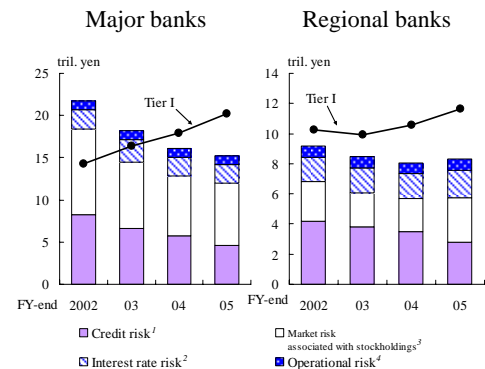 Major banks
Regional banks
tril. yen
25
20
15
10
5
0
Tier I
FY-end 2002 03 04 05
tril. yen
14
12
10
8
6
4
2
0
Tier I
FY-end 2002 03 04 05
Credit risk1
Market risk
associated with stockholdings3
Interest rate risk2
Operational risk4